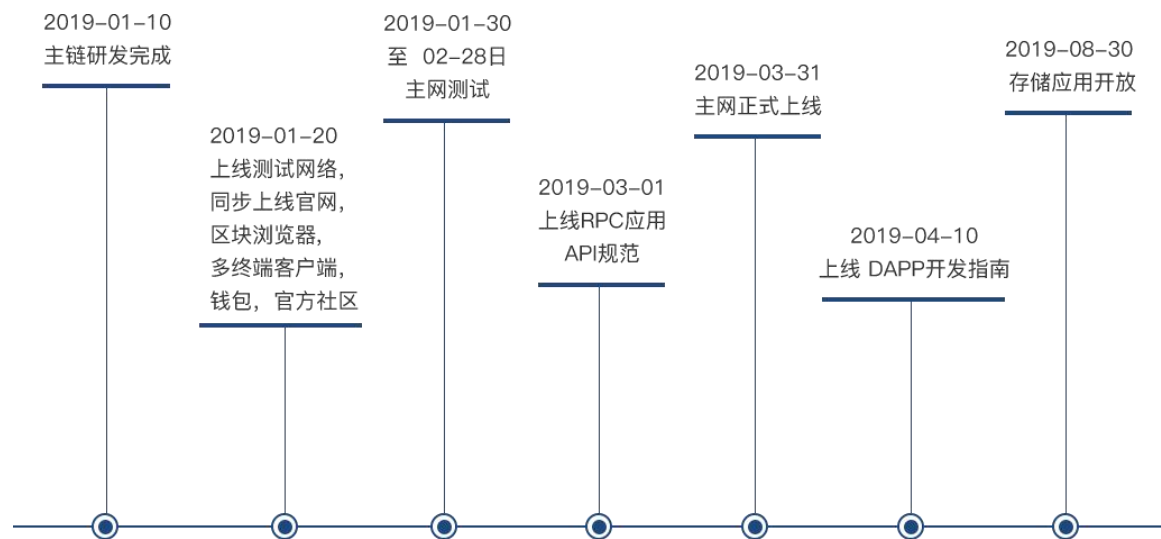 2019-01-10
主链研发完成
2019-01-20
上线测试网络，
同步上线官网，
区块浏览器，
多终端客户端，
钱包，官方社区
2019-01-30
至 02-28日
主网测试
2019-03-01
上线RPC应用
API规范
2019-03-31
主网正式上线
2019-04-10
上线 DAPP开发指南
2019-08-30
存储应用开放